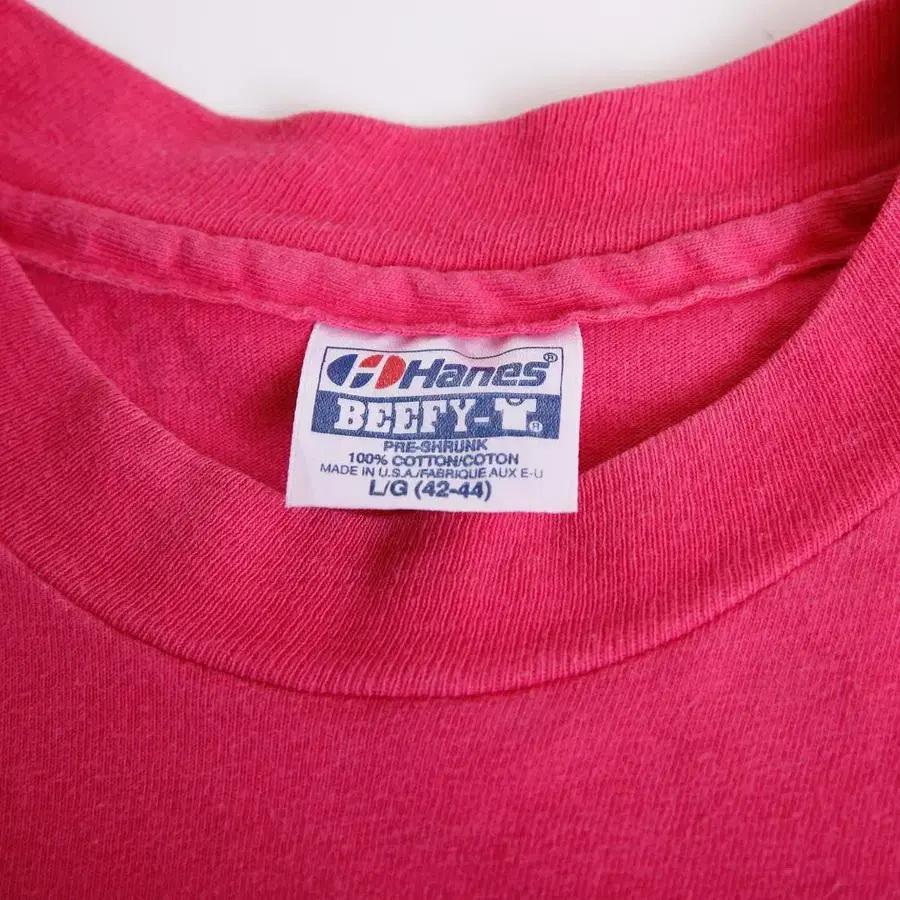 Hanes®
BEEFY-T®
PRE-SHRUNK
100% COTTON/COTON
MADE IN U.S.A./FABRIQUE AUX E-U
L/G (42-44)